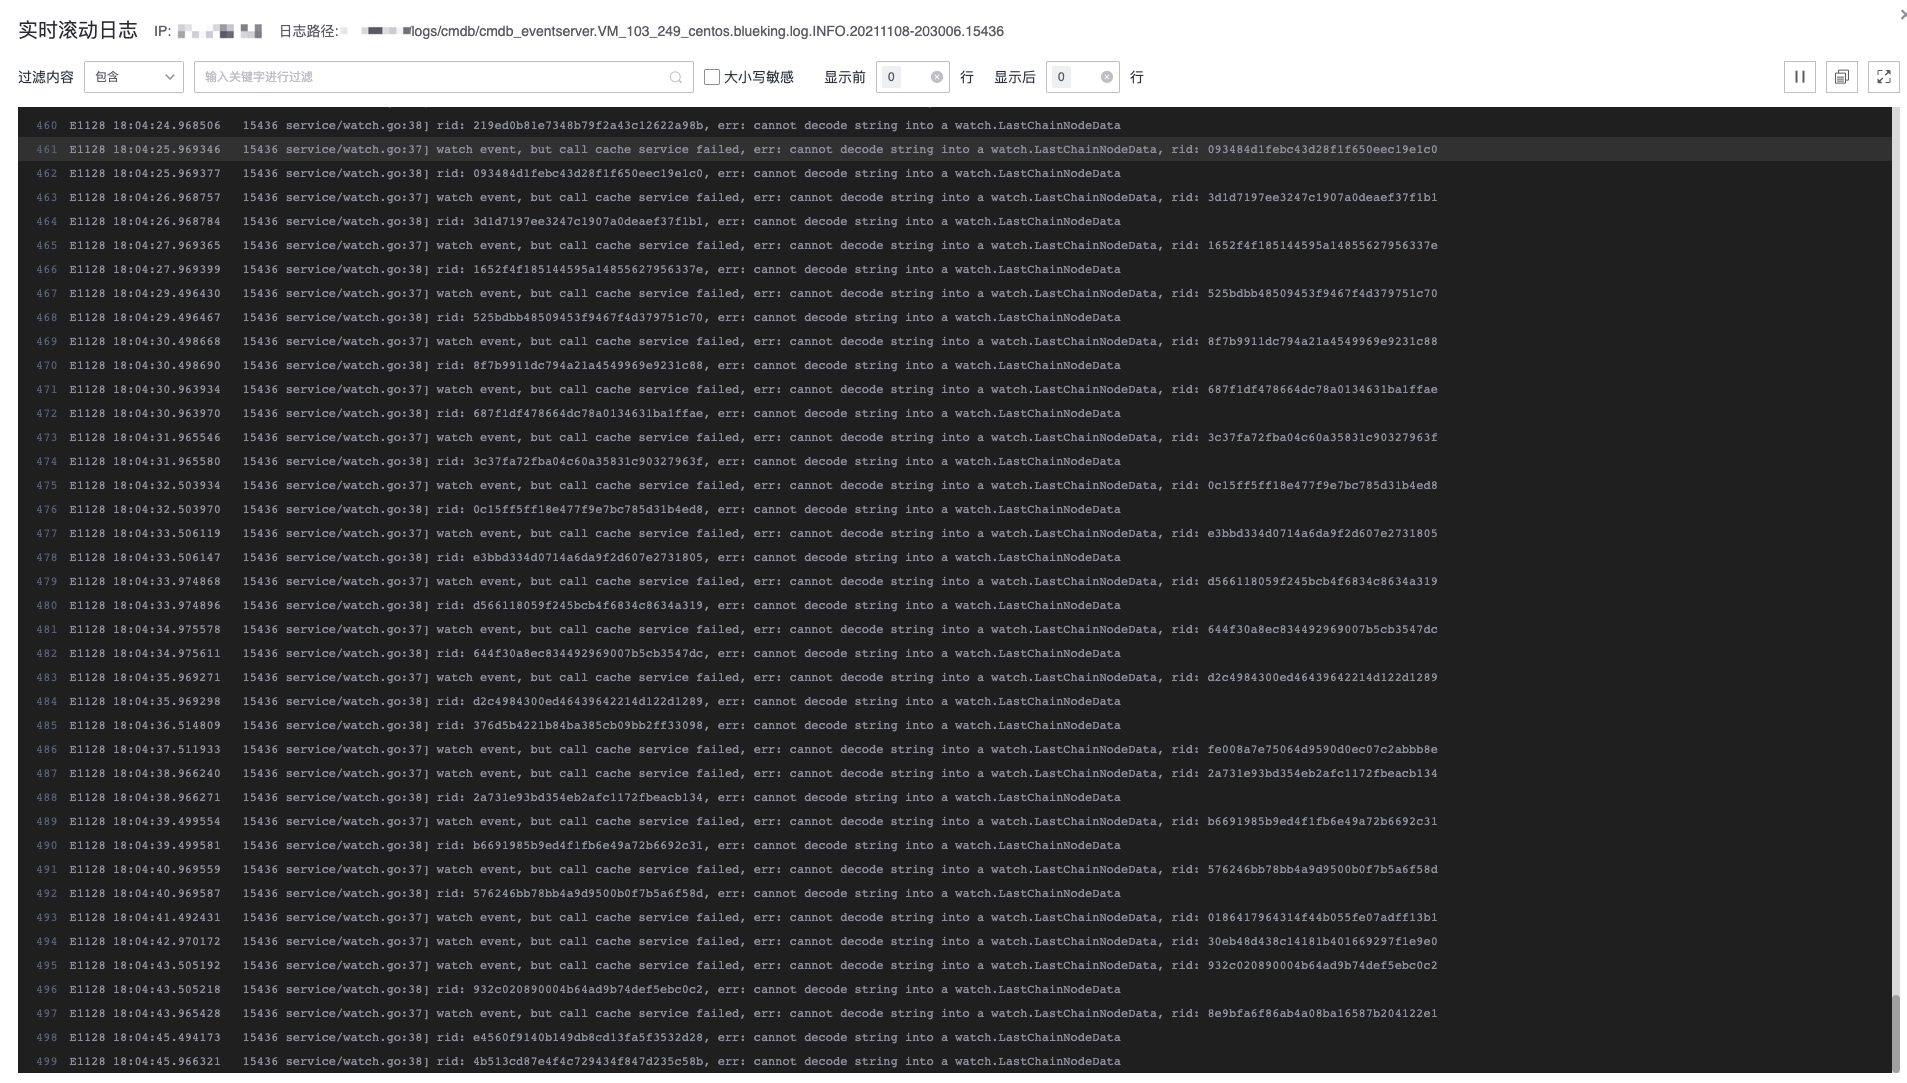 实时滚动日志 IP: 日志路径: logs/cmdb/cmdb_eventserver.VM_103_249_centos.blueking.log.INFO.20211108-203006.15436
过滤内容 包含 输入关键字进行过滤 大小写敏感 显示前 0 行 显示后 0 行
460 E1128 18:04:24.968506 15436 service/watch.go:38] rid: 219ed0b81e7348b79f2a43c12622a98b, err: cannot decode string into a watch.LastChainNodeData
461 E1128 18:04:25.969346 15436 service/watch.go:37] watch event, but call cache service failed, err: cannot decode string into a watch.LastChainNodeData, rid: 093484d1febc43d28f1f650eec19e1c0
462 E1128 18:04:25.969377 15436 service/watch.go:38] rid: 093484d1febc43d28f1f650eec19e1c0, err: cannot decode string into a watch.LastChainNodeData
463 E1128 18:04:26.968757 15436 service/watch.go:37] watch event, but call cache service failed, err: cannot decode string into a watch.LastChainNodeData, rid: 3d1d7197ee3247c1907a0deaef37f1b1
464 E1128 18:04:26.968784 15436 service/watch.go:38] rid: 3d1d7197ee3247c1907a0deaef37f1b1, err: cannot decode string into a watch.LastChainNodeData
465 E1128 18:04:27.969365 15436 service/watch.go:37] watch event, but call cache service failed, err: cannot decode string into a watch.LastChainNodeData, rid: 1652f4f185144595a14855627956337e
466 E1128 18:04:27.969399 15436 service/watch.go:38] rid: 1652f4f185144595a14855627956337e, err: cannot decode string into a watch.LastChainNodeData
467 E1128 18:04:29.496430 15436 service/watch.go:37] watch event, but call cache service failed, err: cannot decode string into a watch.LastChainNodeData, rid: 525bdbb48509453f9467f4d379751c70
468 E1128 18:04:29.496467 15436 service/watch.go:38] rid: 525bdbb48509453f9467f4d379751c70, err: cannot decode string into a watch.LastChainNodeData
469 E1128 18:04:30.498668 15436 service/watch.go:37] watch event, but call cache service failed, err: cannot decode string into a watch.LastChainNodeData, rid: 8f7b9911dc794a21a4549969e9231c88
470 E1128 18:04:30.498690 15436 service/watch.go:38] rid: 8f7b9911dc794a21a4549969e9231c88, err: cannot decode string into a watch.LastChainNodeData
471 E1128 18:04:30.963934 15436 service/watch.go:37] watch event, but call cache service failed, err: cannot decode string into a watch.LastChainNodeData, rid: 687f1df478664dc78a0134631ba1ffae
472 E1128 18:04:30.963970 15436 service/watch.go:38] rid: 687f1df478664dc78a0134631ba1ffae, err: cannot decode string into a watch.LastChainNodeData
473 E1128 18:04:31.965546 15436 service/watch.go:37] watch event, but call cache service failed, err: cannot decode string into a watch.LastChainNodeData, rid: 3c37fa72fba04c60a35831c90327963f
474 E1128 18:04:31.965580 15436 service/watch.go:38] rid: 3c37fa72fba04c60a35831c90327963f, err: cannot decode string into a watch.LastChainNodeData
475 E1128 18:04:32.503934 15436 service/watch.go:37] watch event, but call cache service failed, err: cannot decode string into a watch.LastChainNodeData, rid: 0c15ff5ff18e477f9e7bc785d31b4ed8
476 E1128 18:04:32.503970 15436 service/watch.go:38] rid: 0c15ff5ff18e477f9e7bc785d31b4ed8, err: cannot decode string into a watch.LastChainNodeData
477 E1128 18:04:33.506119 15436 service/watch.go:37] watch event, but call cache service failed, err: cannot decode string into a watch.LastChainNodeData, rid: e3bbd334d0714a6da9f2d607e2731805
478 E1128 18:04:33.506147 15436 service/watch.go:38] rid: e3bbd334d0714a6da9f2d607e2731805, err: cannot decode string into a watch.LastChainNodeData
479 E1128 18:04:33.974868 15436 service/watch.go:37] watch event, but call cache service failed, err: cannot decode string into a watch.LastChainNodeData, rid: d566118059f245bcb4f6834c8634a319
480 E1128 18:04:33.974896 15436 service/watch.go:38] rid: d566118059f245bcb4f6834c8634a319, err: cannot decode string into a watch.LastChainNodeData
481 E1128 18:04:34.975578 15436 service/watch.go:37] watch event, but call cache service failed, err: cannot decode string into a watch.LastChainNodeData, rid: 644f30a8ec834492969007b5cb3547dc
482 E1128 18:04:34.975611 15436 service/watch.go:38] rid: 644f30a8ec834492969007b5cb3547dc, err: cannot decode string into a watch.LastChainNodeData
483 E1128 18:04:35.969271 15436 service/watch.go:37] watch event, but call cache service failed, err: cannot decode string into a watch.LastChainNodeData, rid: d2c4984300ed46439642214d122d1289
484 E1128 18:04:35.969298 15436 service/watch.go:38] rid: d2c4984300ed46439642214d122d1289, err: cannot decode string into a watch.LastChainNodeData
485 E1128 18:04:36.514809 15436 service/watch.go:38] rid: 376d5b4221b84ba385cb09bb2ff33098, err: cannot decode string into a watch.LastChainNodeData
486 E1128 18:04:37.511933 15436 service/watch.go:37] watch event, but call cache service failed, err: cannot decode string into a watch.LastChainNodeData, rid: fe008a7e75064d9590d0ec07c2abbb8e
487 E1128 18:04:38.966240 15436 service/watch.go:37] watch event, but call cache service failed, err: cannot decode string into a watch.LastChainNodeData, rid: 2a731e93bd354eb2afc1172fbeacb134
488 E1128 18:04:38.966271 15436 service/watch.go:38] rid: 2a731e93bd354eb2afc1172fbeacb134, err: cannot decode string into a watch.LastChainNodeData
489 E1128 18:04:39.499554 15436 service/watch.go:37] watch event, but call cache service failed, err: cannot decode string into a watch.LastChainNodeData, rid: b6691985b9ed4f1fb6e49a72b6692c31
490 E1128 18:04:39.499581 15436 service/watch.go:38] rid: b6691985b9ed4f1fb6e49a72b6692c31, err: cannot decode string into a watch.LastChainNodeData
491 E1128 18:04:40.969559 15436 service/watch.go:37] watch event, but call cache service failed, err: cannot decode string into a watch.LastChainNodeData, rid: 576246bb78bb4a9d9500b0f7b5a6f58d
492 E1128 18:04:40.969587 15436 service/watch.go:38] rid: 576246bb78bb4a9d9500b0f7b5a6f58d, err: cannot decode string into a watch.LastChainNodeData
493 E1128 18:04:41.492431 15436 service/watch.go:37] watch event, but call cache service failed, err: cannot decode string into a watch.LastChainNodeData, rid: 0186417964314f44b055fe07adff13b1
494 E1128 18:04:42.970172 15436 service/watch.go:37] watch event, but call cache service failed, err: cannot decode string into a watch.LastChainNodeData, rid: 30eb48d438c14181b401669297f1e9e0
495 E1128 18:04:43.505192 15436 service/watch.go:37] watch event, but call cache service failed, err: cannot decode string into a watch.LastChainNodeData, rid: 932c020890004b64ad9b74def5ebc0c2
496 E1128 18:04:43.505218 15436 service/watch.go:38] rid: 932c020890004b64ad9b74def5ebc0c2, err: cannot decode string into a watch.LastChainNodeData
497 E1128 18:04:43.965428 15436 service/watch.go:37] watch event, but call cache service failed, err: cannot decode string into a watch.LastChainNodeData, rid: 8e9bfa6f86ab4a08ba16587b204122e1
498 E1128 18:04:45.494173 15436 service/watch.go:38] rid: e4560f9140b149db8cd13fa5f3532d28, err: cannot decode string into a watch.LastChainNodeData
499 E1128 18:04:45.966321 15436 service/watch.go:38] rid: 4b513cd87e4f4c729434f847d235c58b, err: cannot decode string into a watch.LastChainNodeData